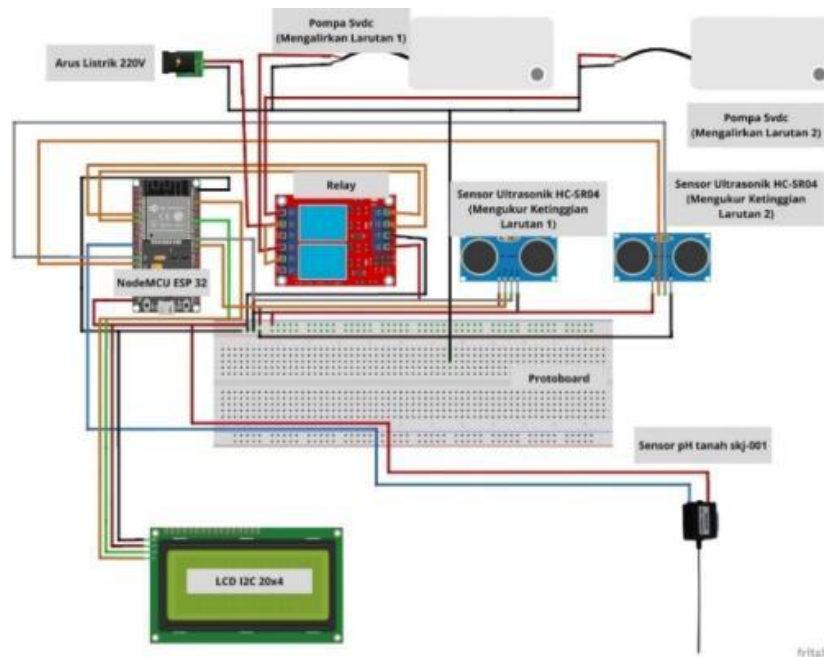 Pompa 5vdc
(Mengalirkan Larutan 1)
Arus Listrik 220V
Pompa 5vdc
(Mengalirkan Larutan 2)
Relay
Sensor Ultrasonik HC-SR04
(Mengukur Ketinggian
Larutan 1)
Sensor Ultrasonik HC-SR04
(Mengukur Ketinggian
Larutan 2)
NodeMCU ESP 32
Protoboard
Sensor pH tanah skj-001
LCD I2C 20x4